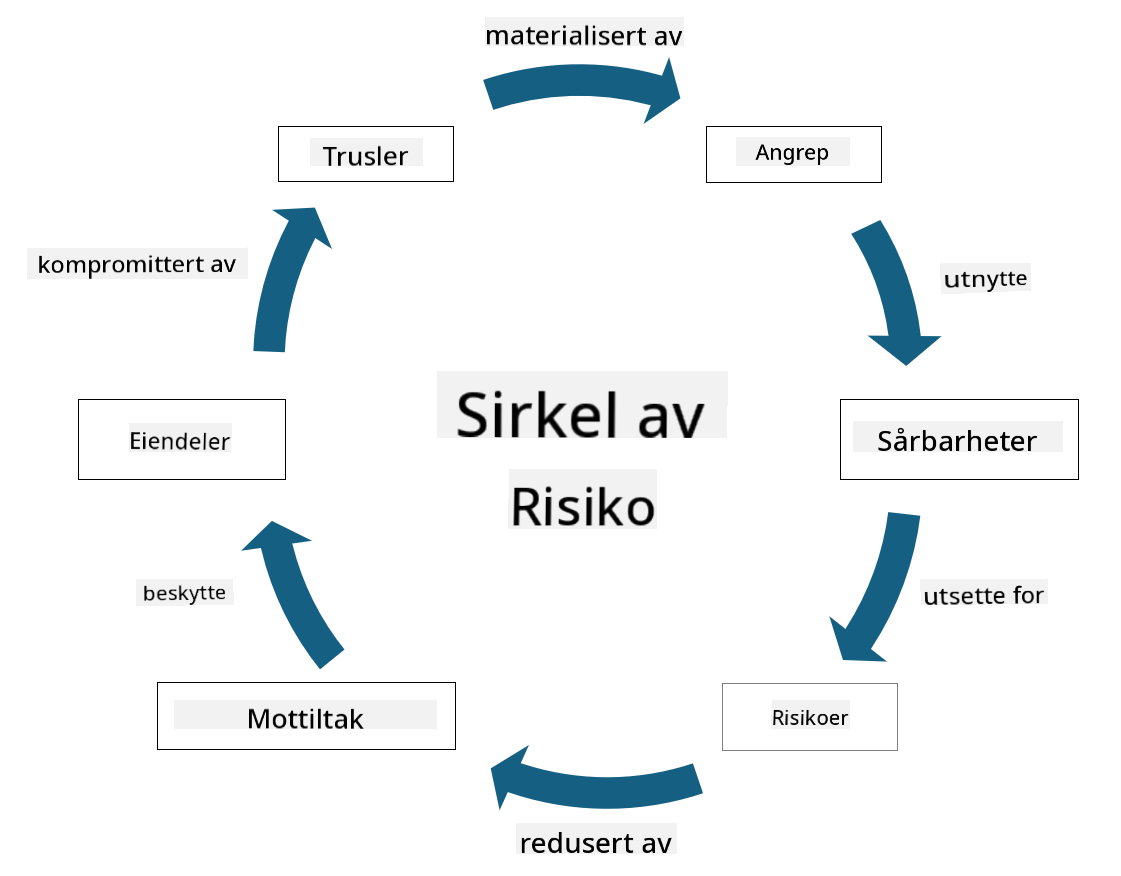 materialisert av
Trusler
Angrep
kompromittert av
utnytte
Sirkel av
Risiko
Eiendeler
Sårbarheter
beskytte
utsette for
Mottiltak
Risikoer
redusert av